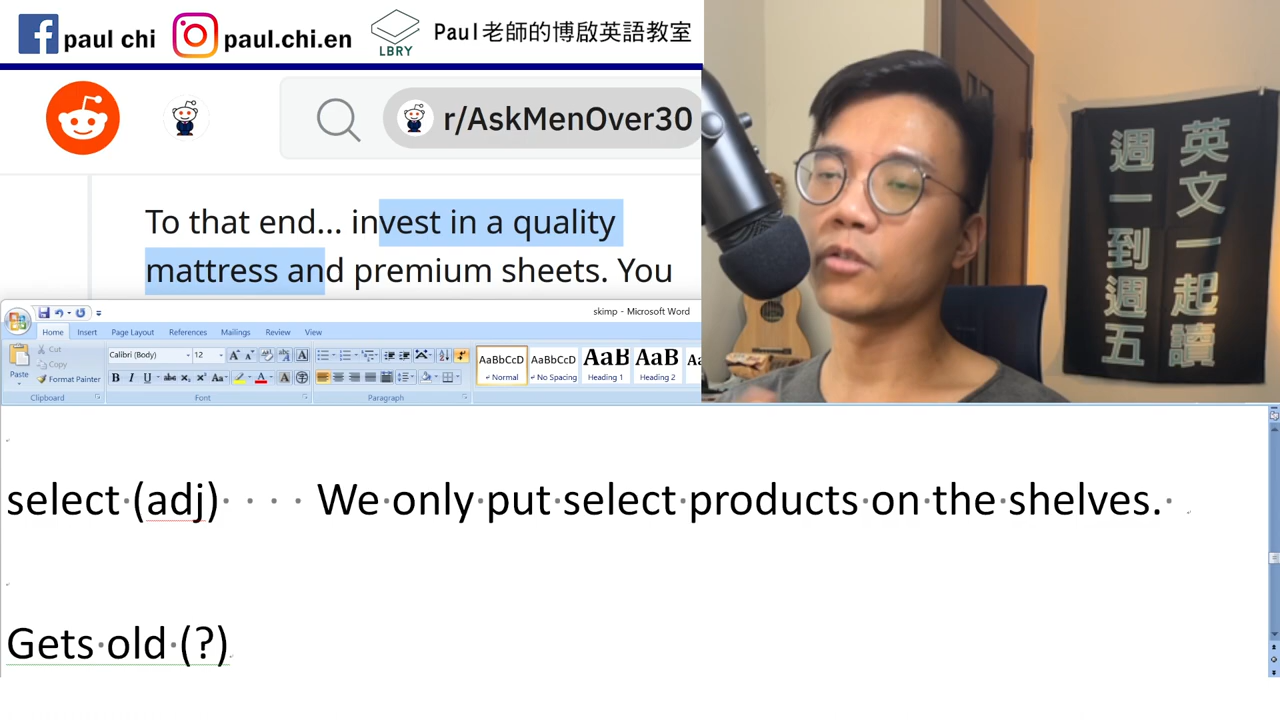 paul chi
paul.chi.en
LBRY
Paul老師的博啟英語教室
r/AskMenOver30
To that end... invest in a quality
mattress and premium sheets. You
skimp - Microsoft Word
Home Insert Page Layout References Mailings Review View
Paste
Cut
Copy
Format Painter
Clipboard
Calibri (Body) 12
Font
Paragraph
AaBbCcD AaBbCcD AaB AaB
Normal No Spacing Heading 1 Heading 2
英文一起讀
週一到週五
select (adj) We only put select products on the shelves.
Gets old (?)